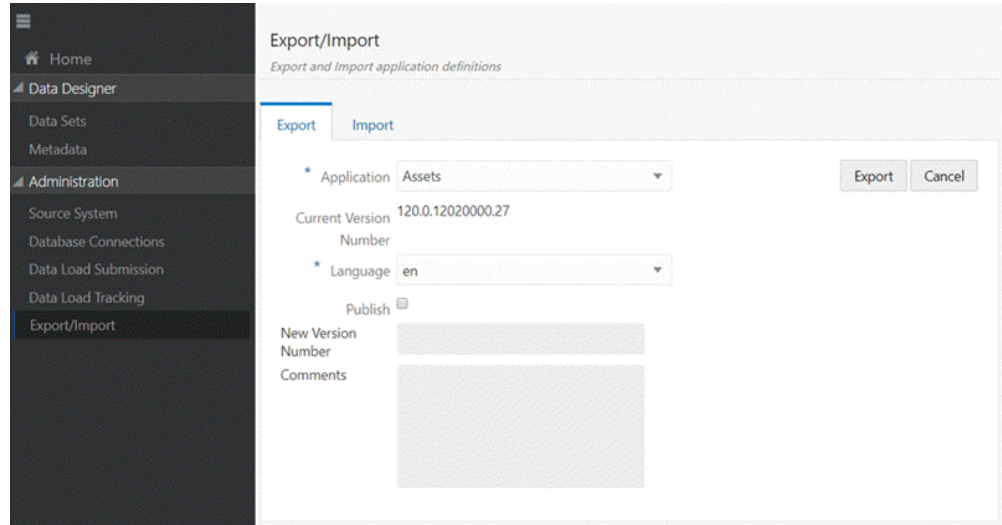 Home
Data Designer
Data Sets
Metadata
Administration
Source System
Database Connections
Data Load Submission
Data Load Tracking
Export/Import
Export/Import
Export and Import application definitions
Export Import
* Application Assets Export Cancel
Current Version 120.0.12020000.27
Number
* Language en
Publish
New Version
Number
Comments